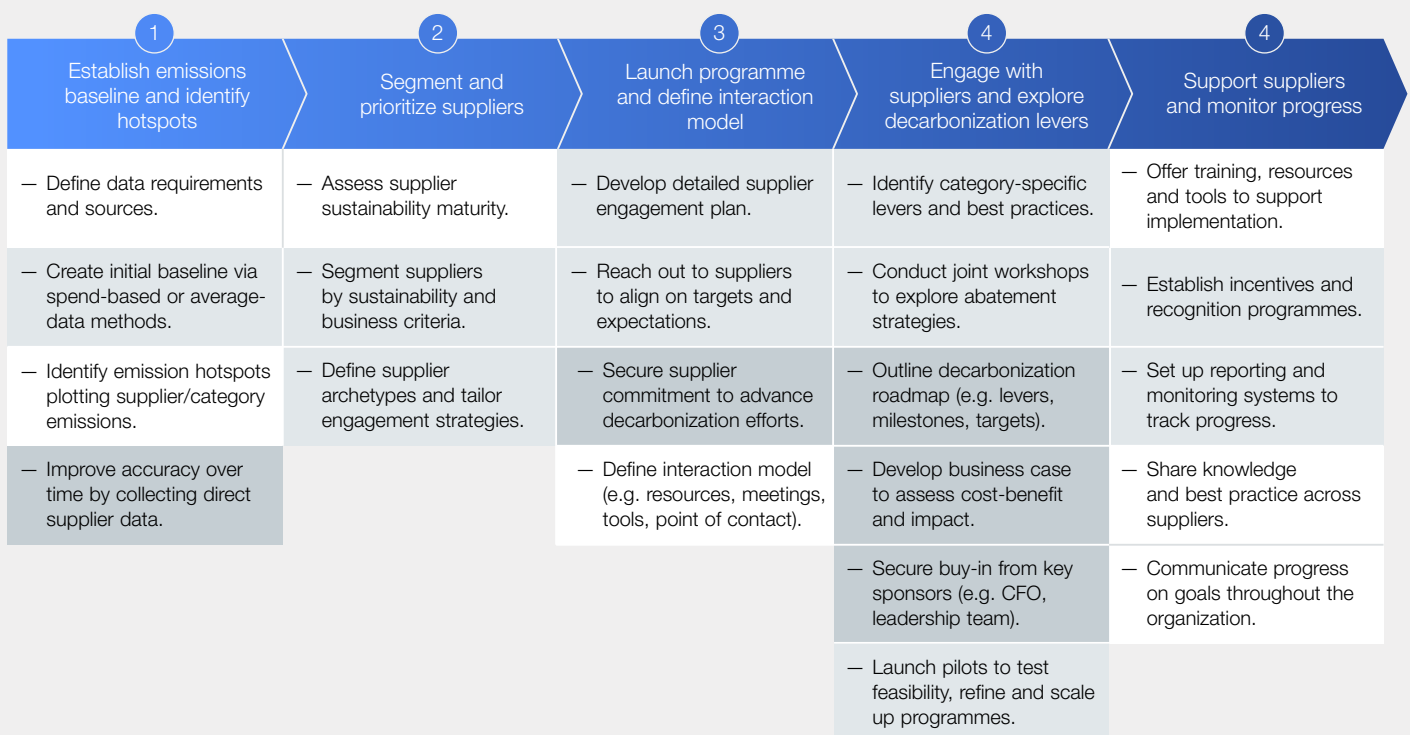 1
Establish emissions
baseline and identify
hotspots
2
Segment and
prioritize suppliers
3
Launch programme
and define interaction
model
4
Engage with
suppliers and explore
decarbonization levers
4
Support suppliers
and monitor progress
— Define data requirements
and sources.
— Create initial baseline via
spend-based or average-
data methods.
— Identify emission hotspots
plotting supplier/category
emissions.
— Improve accuracy over
time by collecting direct
supplier data.
— Assess supplier
sustainability maturity.
— Segment suppliers
by sustainability and
business criteria.
— Define supplier
archetypes and tailor
engagement strategies.
— Develop detailed supplier
engagement plan.
— Reach out to suppliers
to align on targets and
expectations.
— Secure supplier
commitment to advance
decarbonization efforts.
— Define interaction model
(e.g. resources, meetings,
tools, point of contact).
— Identify category-specific
levers and best practices.
— Conduct joint workshops
to explore abatement
strategies.
— Outline decarbonization
roadmap (e.g. levers,
milestones, targets).
— Develop business case
to assess cost-benefit
and impact.
— Secure buy-in from key
sponsors (e.g. CFO,
leadership team).
— Launch pilots to test
feasibility, refine and scale
up programmes.
— Offer training, resources
and tools to support
implementation.
— Establish incentives and
recognition programmes.
— Set up reporting and
monitoring systems to
track progress.
— Share knowledge
and best practice across
suppliers.
— Communicate progress
on goals throughout the
organization.